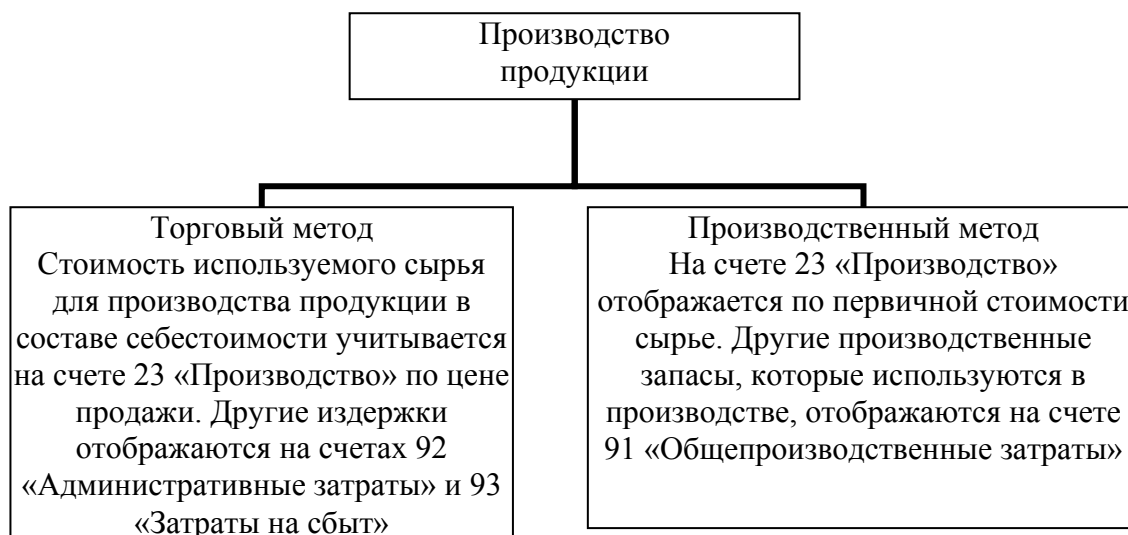 Производство
продукции
Торговый метод
Стоимость используемого сырья
для производства продукции в
составе себестоимости учитывается
на счете 23 «Производство» по цене
продажи. Другие издержки
отображаются на счетах 92
«Административные затраты» и 93
«Затраты на сбыт»
Производственный метод
На счете 23 «Производство»
отображается по первичной стоимости
сырье. Другие производственные
запасы, которые используются в
производстве, отображаются на счете
91 «Общепроизводственные затраты»